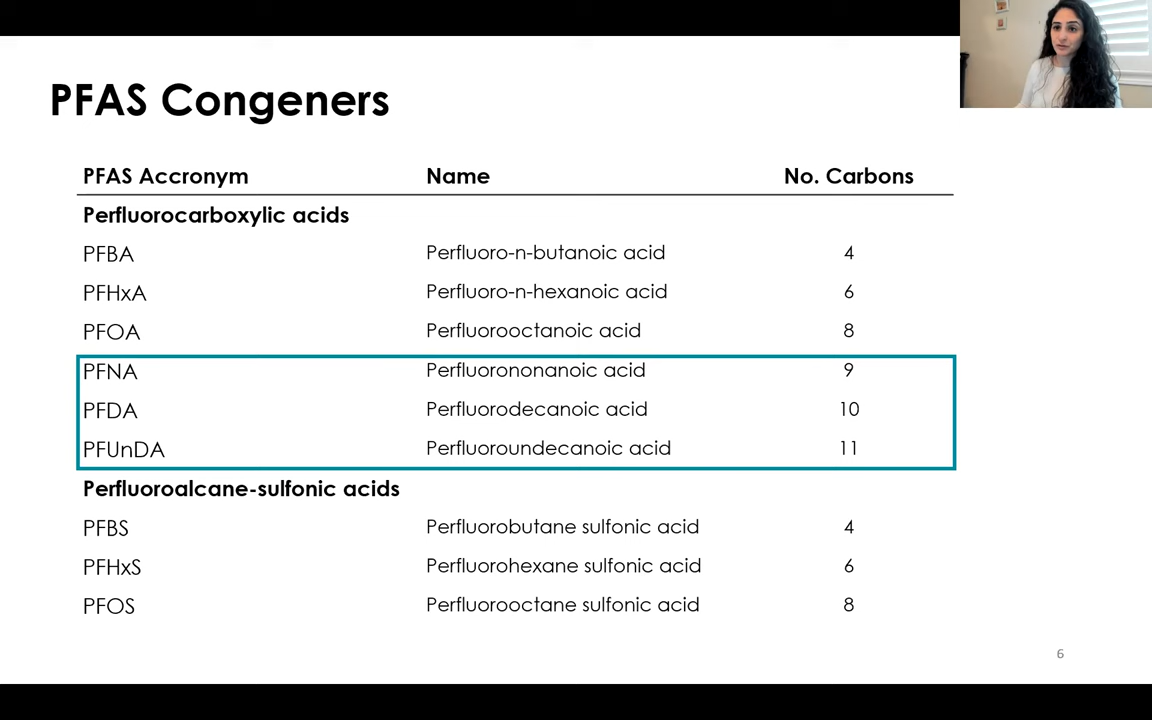 PFAS Congeners
PFAS Accronym Name No. Carbons
Perfluorocarboxylic acids
PFBA Perfluoro-n-butanoic acid 4
PFHxA Perfluoro-n-hexanoic acid 6
PFOA Perfluorooctanoic acid 8
PFNA Perfluorononanoic acid 9
PFDA Perfluorodecanoic acid 10
PFUnDA Perfluoroundecanoic acid 11
Perfluoroalcane-sulfonic acids
PFBS Perfluorobutane sulfonic acid 4
PFHxS Perfluorohexane sulfonic acid 6
PFOS Perfluorooctane sulfonic acid 8
6